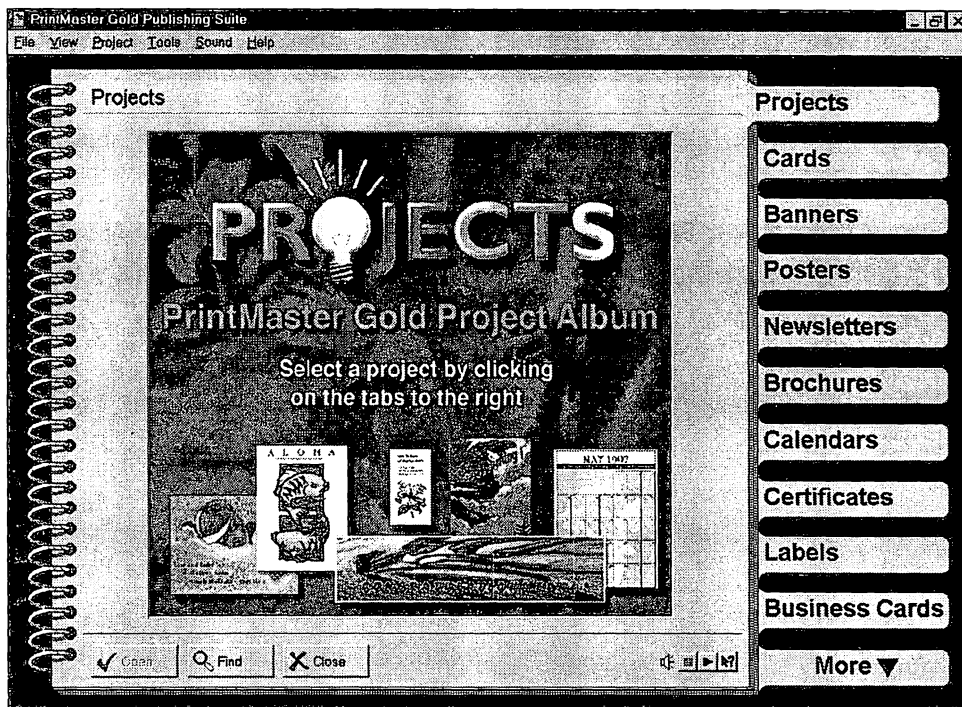 PrintMaster Gold Publishing Suite
File View Project Tools Sound Help
Projects
PROJECTS
PrintMaster Gold Project Album
Select a project by clicking
on the tabs to the right
ALOHA
MAY 1997
Open Find Close
Projects
Cards
Banners
Posters
Newsletters
Brochures
Calendars
Certificates
Labels
Business Cards
More